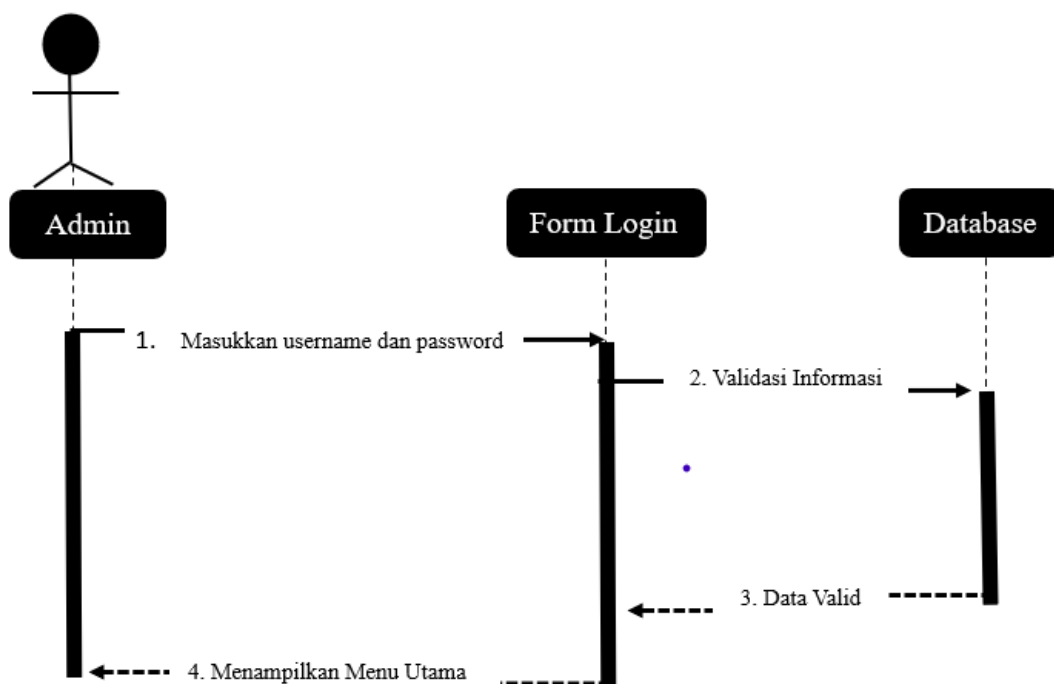 Admin
Form Login
Database
1. Masukkan username dan password
2. Validasi Informasi
3. Data Valid
4. Menampilkan Menu Utama